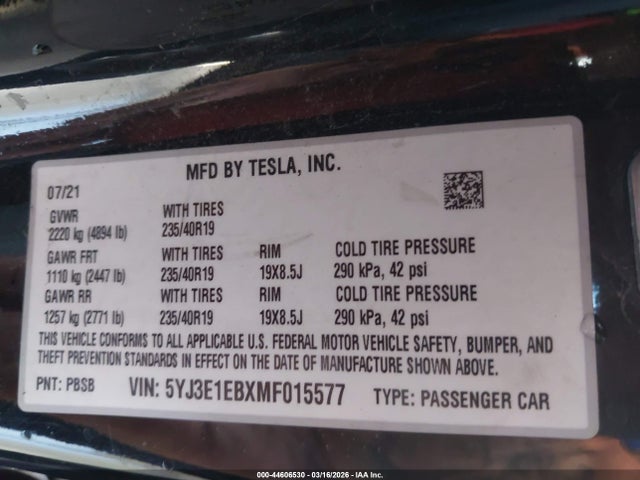 MFD BY TESLA, INC.
07/21
GVWR WITH TIRES
2220 kg (4894 lb) 235/40R19
GAWR FRT WITH TIRES RIM COLD TIRE PRESSURE
1110 kg (2447 lb) 235/40R19 19X8.5J 290 kPa, 42 psi
GAWR RR WITH TIRES RIM COLD TIRE PRESSURE
1257 kg (2771 lb) 235/40R19 19X8.5J 290 kPa, 42 psi
THIS VEHICLE CONFORMS TO ALL APPLICABLE U.S. FEDERAL MOTOR VEHICLE SAFETY, BUMPER, AND
THEFT PREVENTION STANDARDS IN EFFECT ON THE DATE OF MANUFACTURE SHOWN ABOVE.
PNT: PBSB VIN: 5YJ3E1EBXMF015577 TYPE: PASSENGER CAR
000-44606530 - 03/16/2026 - IAA Inc.